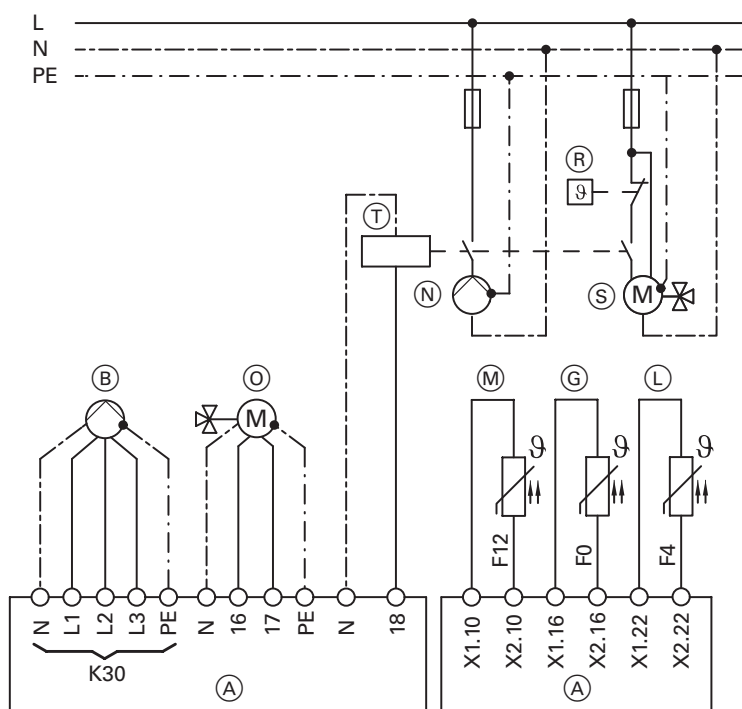 L
N
PE
R
ϑ
T
N
S
M
B
O
M
M
G
L
ϑ
ϑ
ϑ
F12
F0
F4
N
L1
L2
L3
PE
N
16
17
PE
N
18
X1.10
X2.10
X1.16
X2.16
X1.22
X2.22
K30
A
A